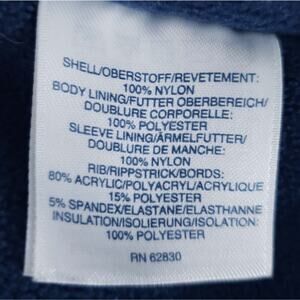 SHELL/OBERSTOFF/REVETEMENT:
100% NYLON
BODY LINING/FUTTER OBERBEREICH/
DOUBLURE CORPORELLE:
100% POLYESTER
SLEEVE LINING/ÄRMELFUTTER/
DOUBLURE DE MANCHE:
100% NYLON
RIB/RIPPSTRICK/BORDS:
80% ACRYLIC/POLYACRYL/ACRYLIQUE
15% POLYESTER
5% SPANDEX/ELASTANE/ELASTHANNE
INSULATION/ISOLIERUNG/ISOLATION:
100% POLYESTER
RN 62830